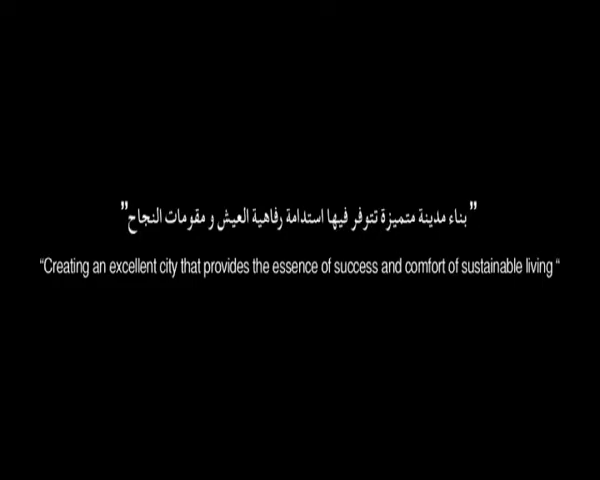 ”بناء مدينة متميزة تتوفر فيها استدامة رفاهية العيش و مقومات النجاح”
“Creating an excellent city that provides the essence of success and comfort of sustainable living “